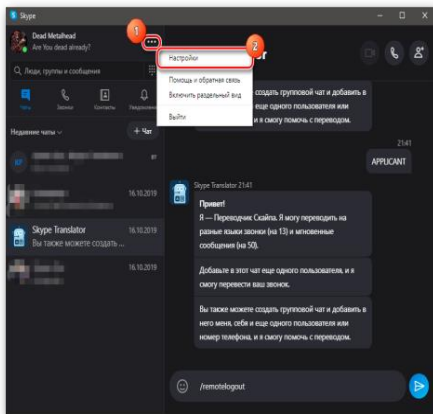 Skype
Dead Metalhead
Are You dead already?
1
2
Настройки
Помощь и обратная связь
Включить раздельный вид
Выйти
Люди, группы и сообщения
Чаты
Звонки
Контакты
Уведомления
Недавние чаты
+ Чат
вт
16.10.2019
Skype Translator
16.10.2019
Вы также можете создать ...
16.10.2019
создать групповой чат и добавить в
еще одного пользователя или
и я смогу помочь с переводом.
21:41
APPLICANT
Skype Translator 21:41
Привет!
Я — Переводчик Скайпа. Я могу переводить на
разные языки звонки (на 13) и мгновенные
сообщения (на 50).
Добавьте в этот чат еще одного пользователя, и я
смогу перевести ваш звонок.
Вы также можете создать групповой чат и добавить в
него меня, себя и еще одного пользователя или
номер телефона, и я смогу помочь с переводом.
/remotelogout